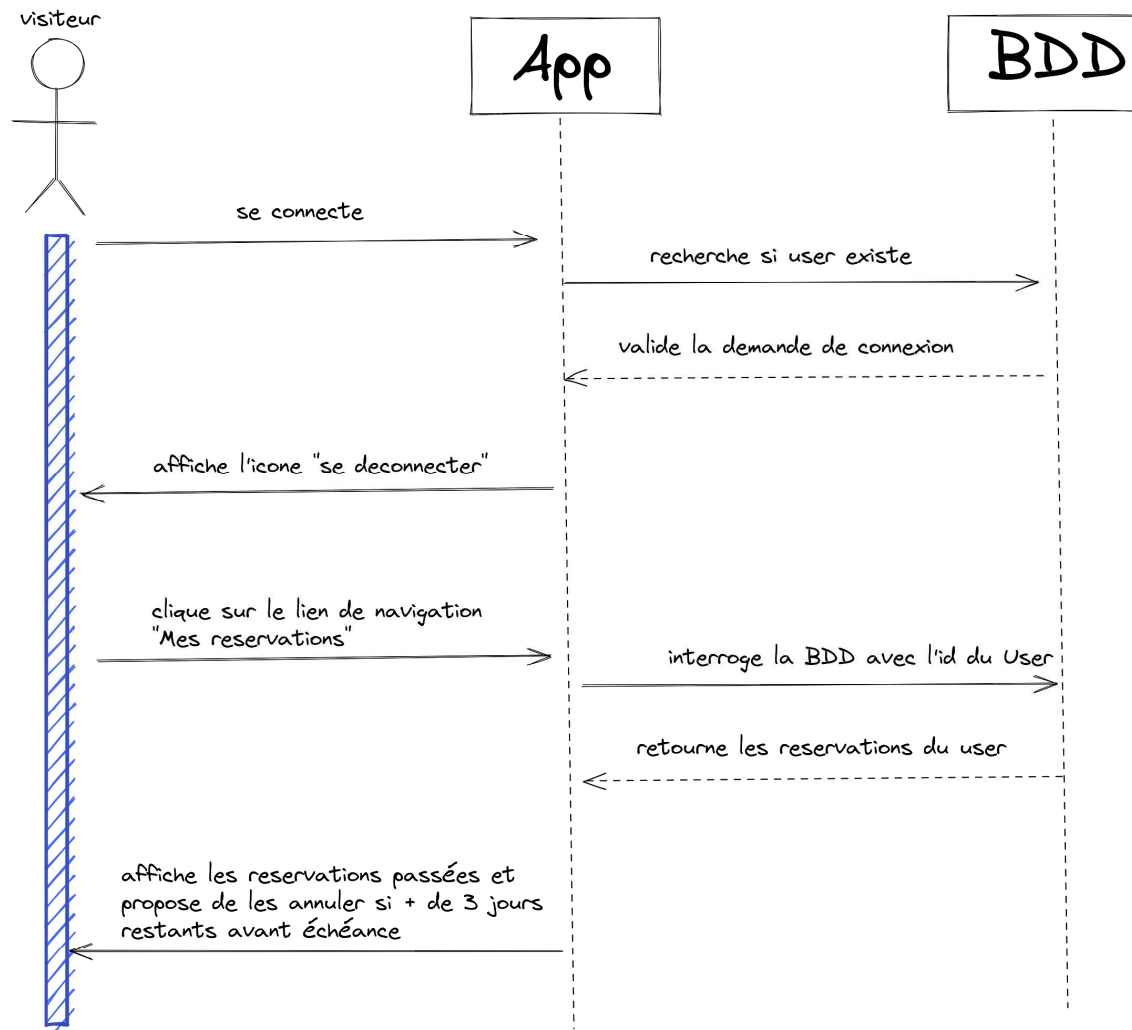 visiteur
App
BDD
se connecte
recherche si user existe
valide la demande de connexion
affiche l'icone "se deconnecter"
clique sur le lien de navigation
"Mes reservations"
interroge la BDD avec l'id du User
retourne les reservations du user
affiche les reservations passées et
propose de les annuler si + de 3 jours
restants avant échéance